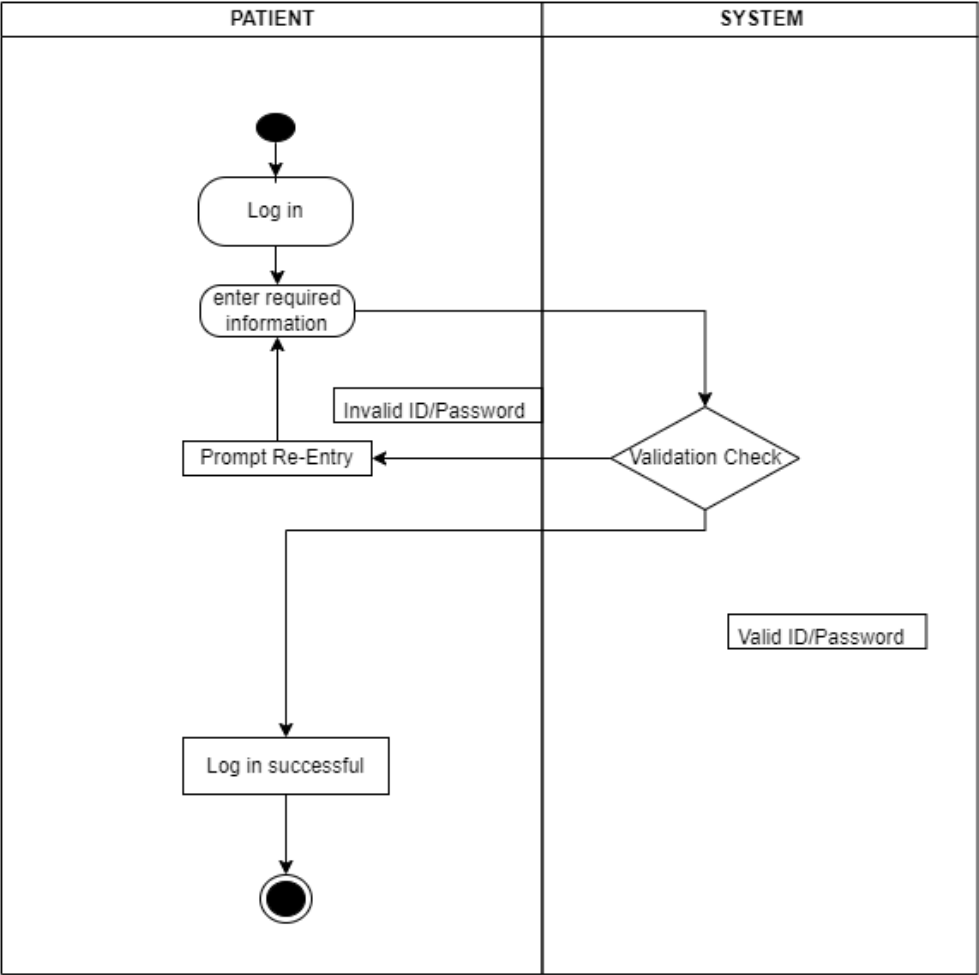 PATIENT
SYSTEM
Log in
enter required
information
Invalid ID/Password
Prompt Re-Entry
Validation Check
Valid ID/Password
Log in successful